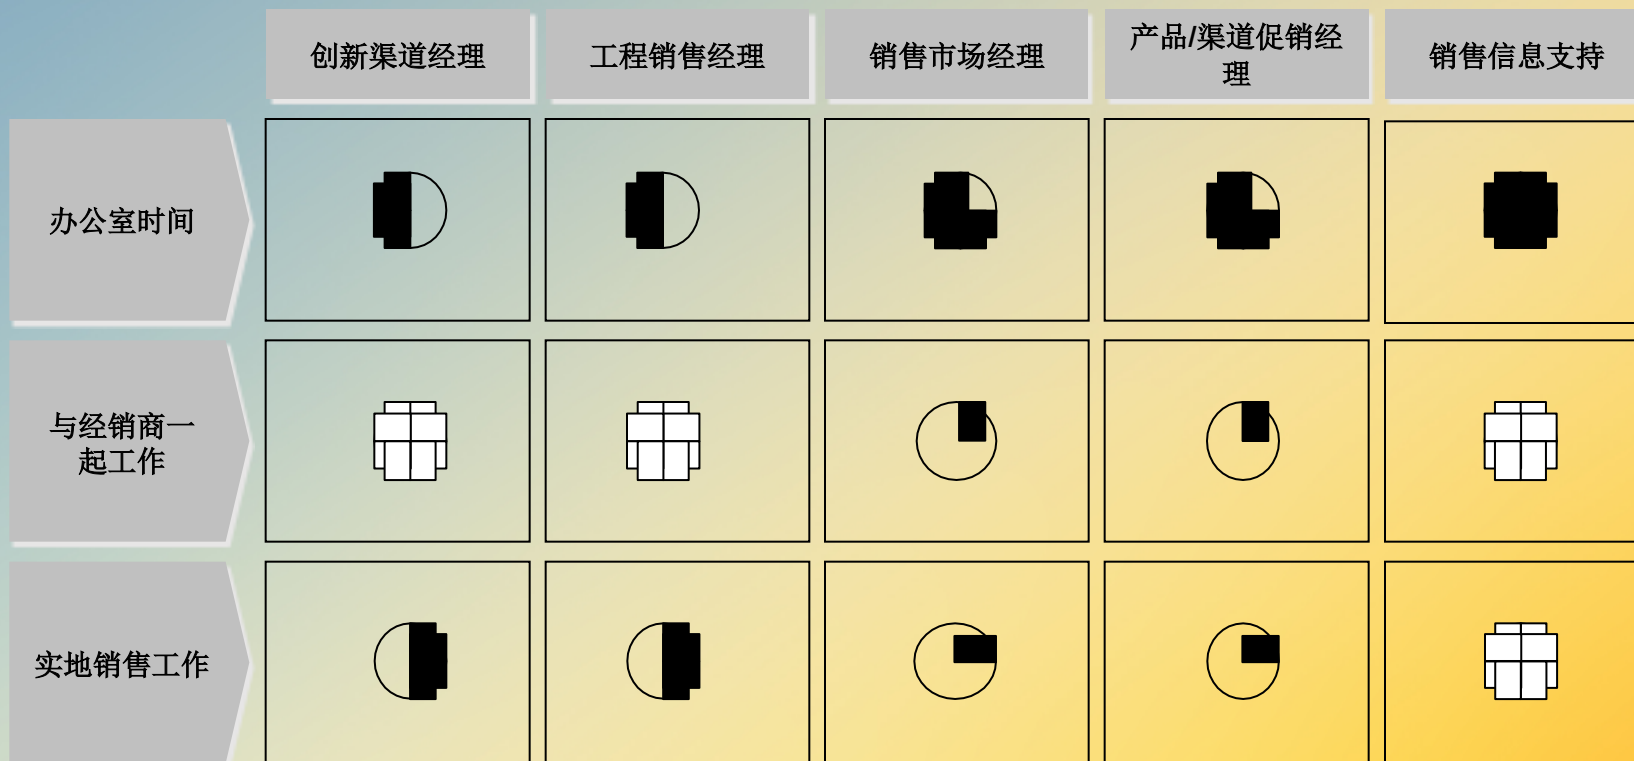 创新渠道经理
工程销售经理
销售市场经理
产品/渠道促销经
理
销售信息支持
办公室时间
与经销商一
起工作
实地销售工作